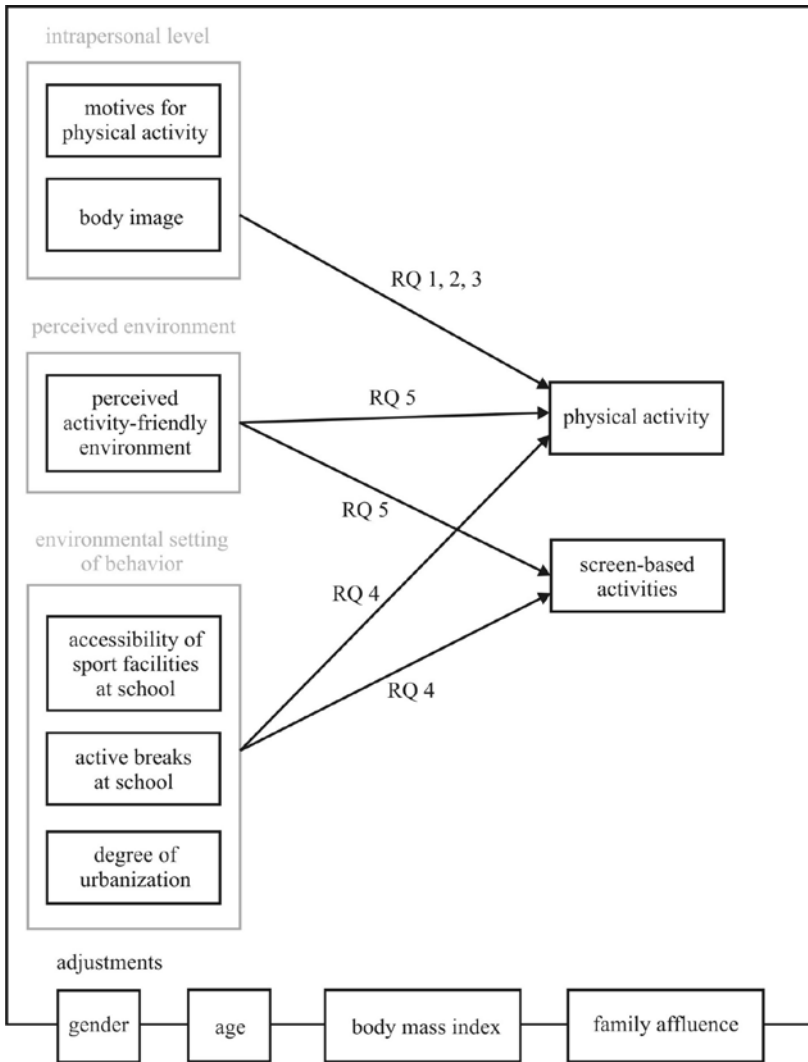 intrapersonal level
motives for
physical activity
body image
RQ 1, 2, 3
perceived environment
perceived
activity-friendly
environment
RQ 5
physical activity
RQ 5
environmental setting
of behavior
screen-based
activities
RQ 4
accessibility of
sport facilities
at school
RQ 4
active breaks
at school
degree of
urbanization
adjustments
gender
age
body mass index
family affluence